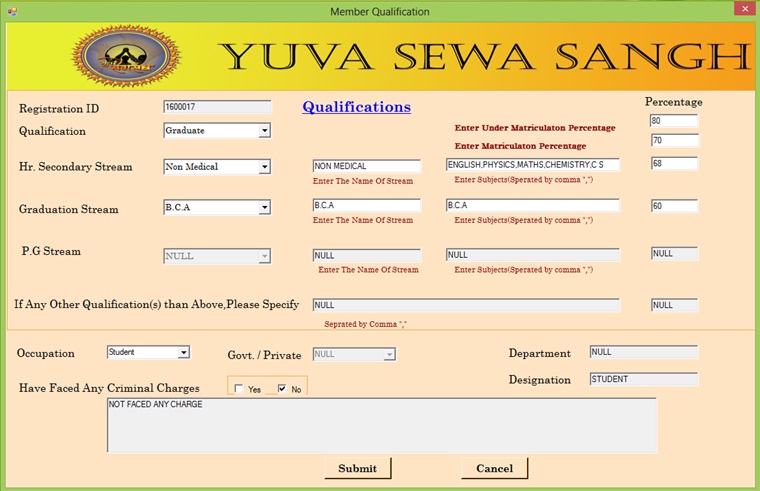 Member Qualification
YUVA SEWA SANGH
Percentage
Registration ID 1600017 Qualifications
80
Qualification Graduate Enter Under Matriculaton Percentage
Enter Matriculaton Percentage 70
Hr. Secondary Stream Non Medical NON MEDICAL ENGLISH,PHYSICS,MATHS,CHEMISTRY,C S 68
Enter The Name Of Stream Enter Subjects(Sperated by comma ",")
Graduation Stream B.C.A B.C.A B.C.A 60
Enter The Name Of Stream Enter Subjects(Sperated by comma ",")
P.G Stream NULL NULL NULL NULL
Enter The Name Of Stream Enter Subjects(Sperated by comma ",")
If Any Other Qualification(s) than Above,Please Specify NULL NULL
Seprated by Comma ","
Occupation Student Govt. / Private NULL Department NULL
Designation STUDENT
Have Faced Any Criminal Charges Yes No
NOT FACED ANY CHARGE
Submit Cancel